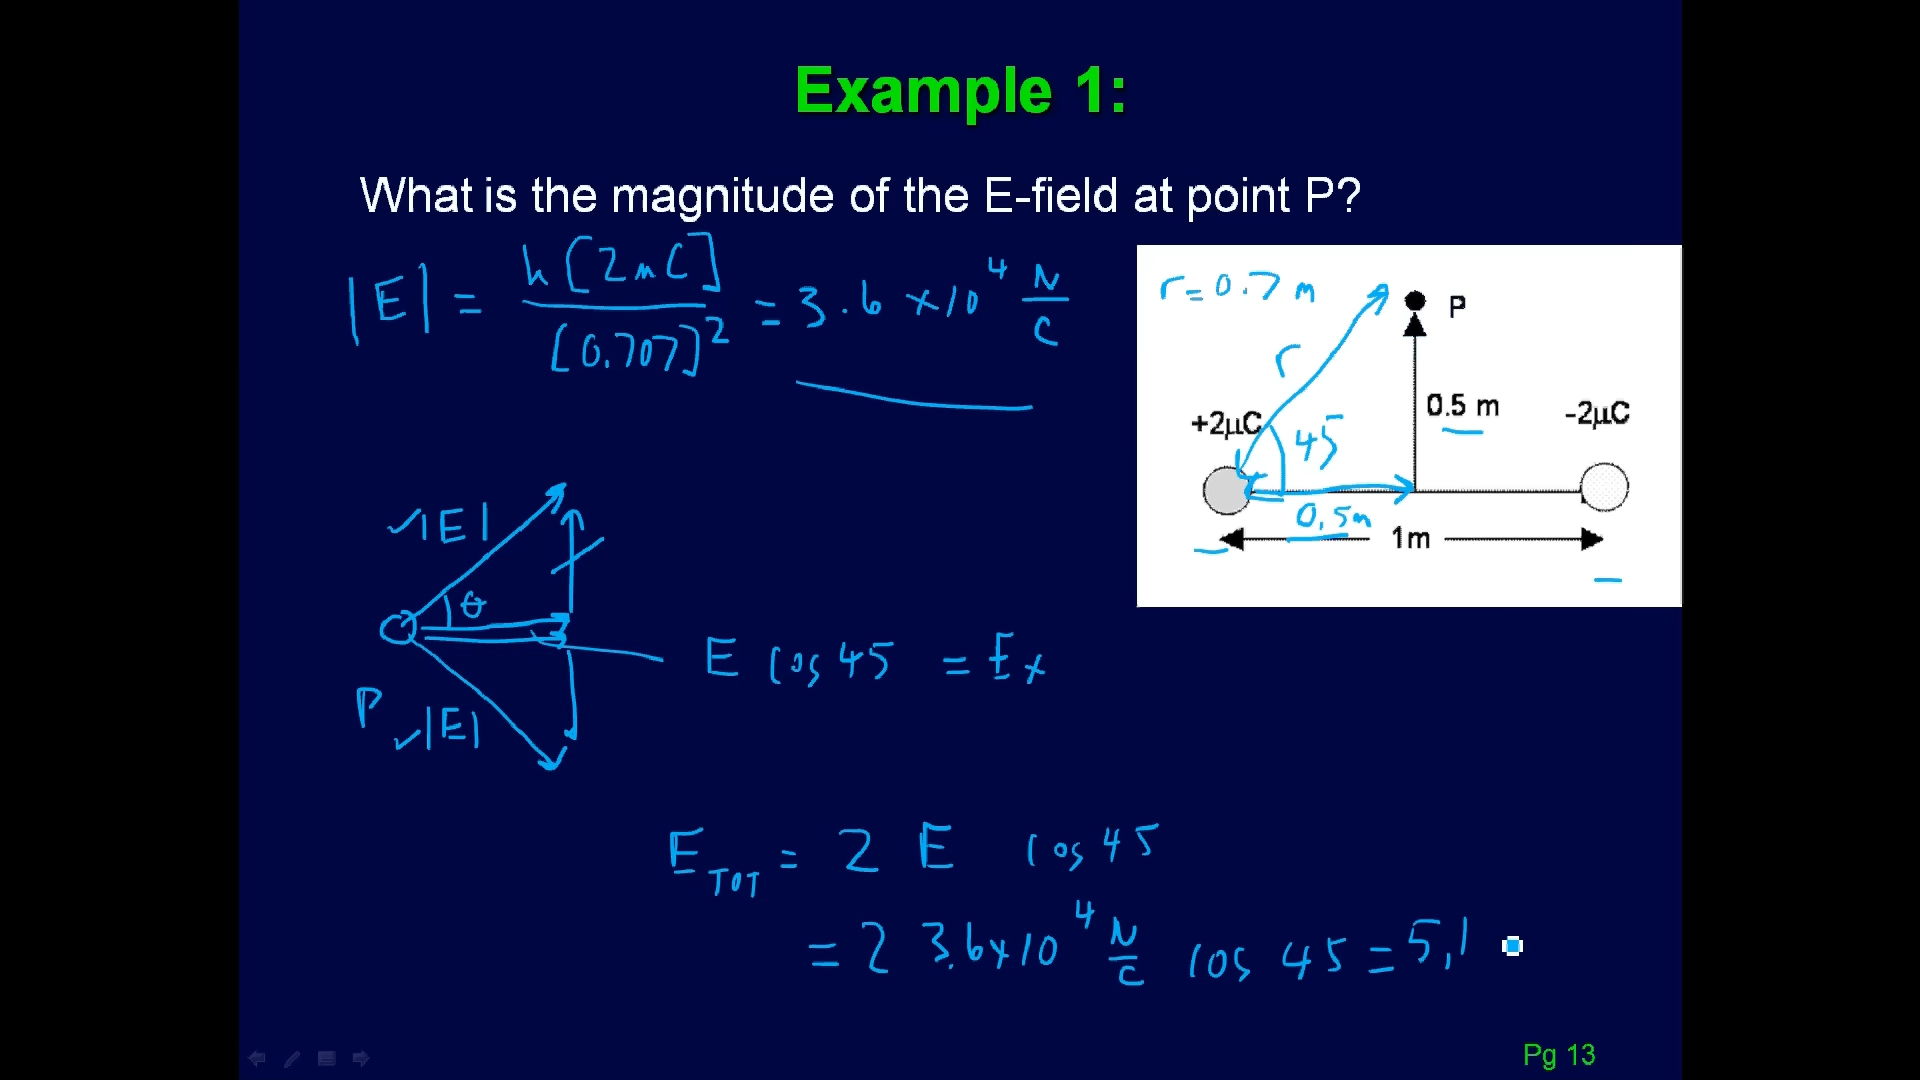 Example 1:
What is the magnitude of the E-field at point P?
|E| = k[2μC] / [0.707]² = 3.6 × 10⁴ N/C
r = 0.7 m
P
r
0.5 m
+2μC
-2μC
45
0,5m
1m
✓|E|
θ
E cos 45 = Ex
P
✓|E|
E TOT = 2 E cos 45
= 2 3.6×10⁴ N/C cos 45 = 5,1
Pg 13